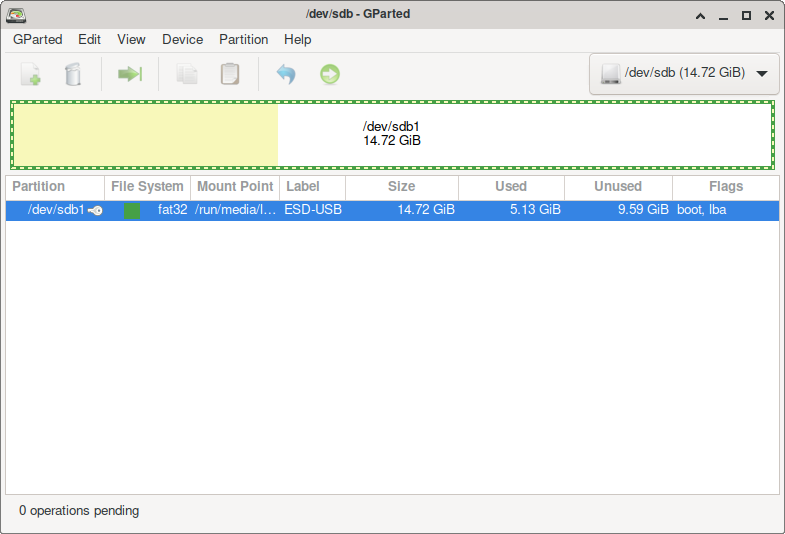 /dev/sdb - GParted
GParted Edit View Device Partition Help
/dev/sdb (14.72 GiB)
/dev/sdb1
14.72 GiB
Partition File System Mount Point Label Size Used Unused Flags
/dev/sdb1 fat32 /run/media/l... ESD-USB 14.72 GiB 5.13 GiB 9.59 GiB boot, lba
0 operations pending